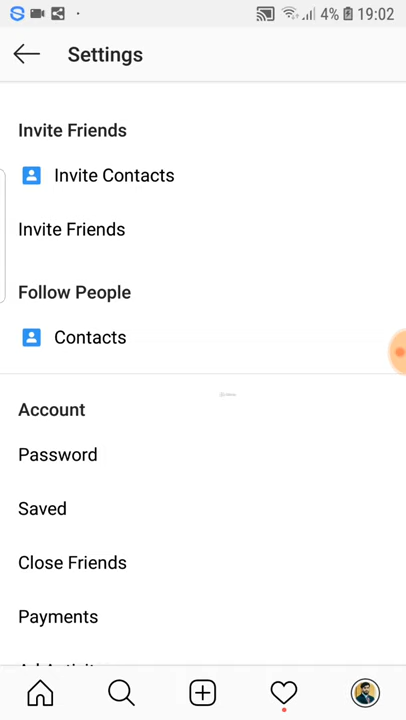 4% 19:02
Settings
Invite Friends
Invite Contacts
Invite Friends
Follow People
Contacts
Account
Password
Saved
Close Friends
Payments